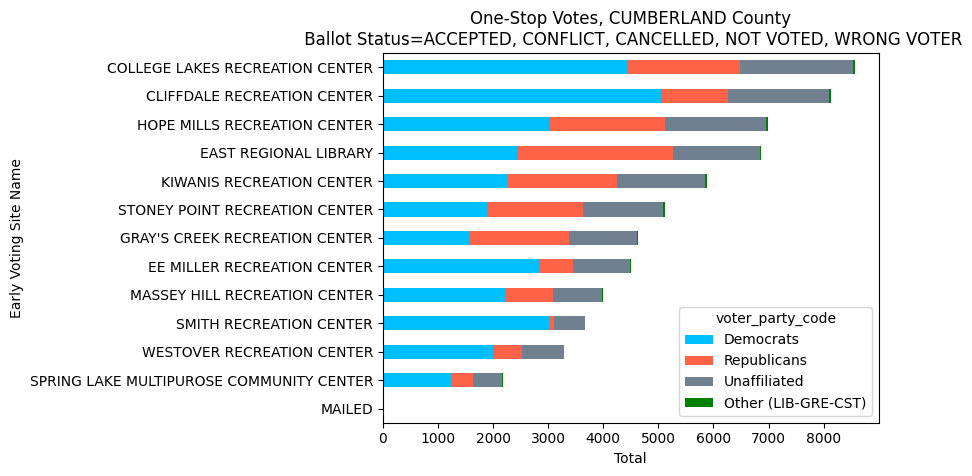 One-Stop Votes, CUMBERLAND County
Ballot Status=ACCEPTED, CONFLICT, CANCELLED, NOT VOTED, WRONG VOTER
Early Voting Site Name
COLLEGE LAKES RECREATION CENTER
CLIFFDALE RECREATION CENTER
HOPE MILLS RECREATION CENTER
EAST REGIONAL LIBRARY
KIWANIS RECREATION CENTER
STONEY POINT RECREATION CENTER
GRAY'S CREEK RECREATION CENTER
EE MILLER RECREATION CENTER
MASSEY HILL RECREATION CENTER
SMITH RECREATION CENTER
WESTOVER RECREATION CENTER
SPRING LAKE MULTIPUROSE COMMUNITY CENTER
MAILED
voter_party_code
Democrats
Republicans
Unaffiliated
Other (LIB-GRE-CST)
0 1000 2000 3000 4000 5000 6000 7000 8000
Total